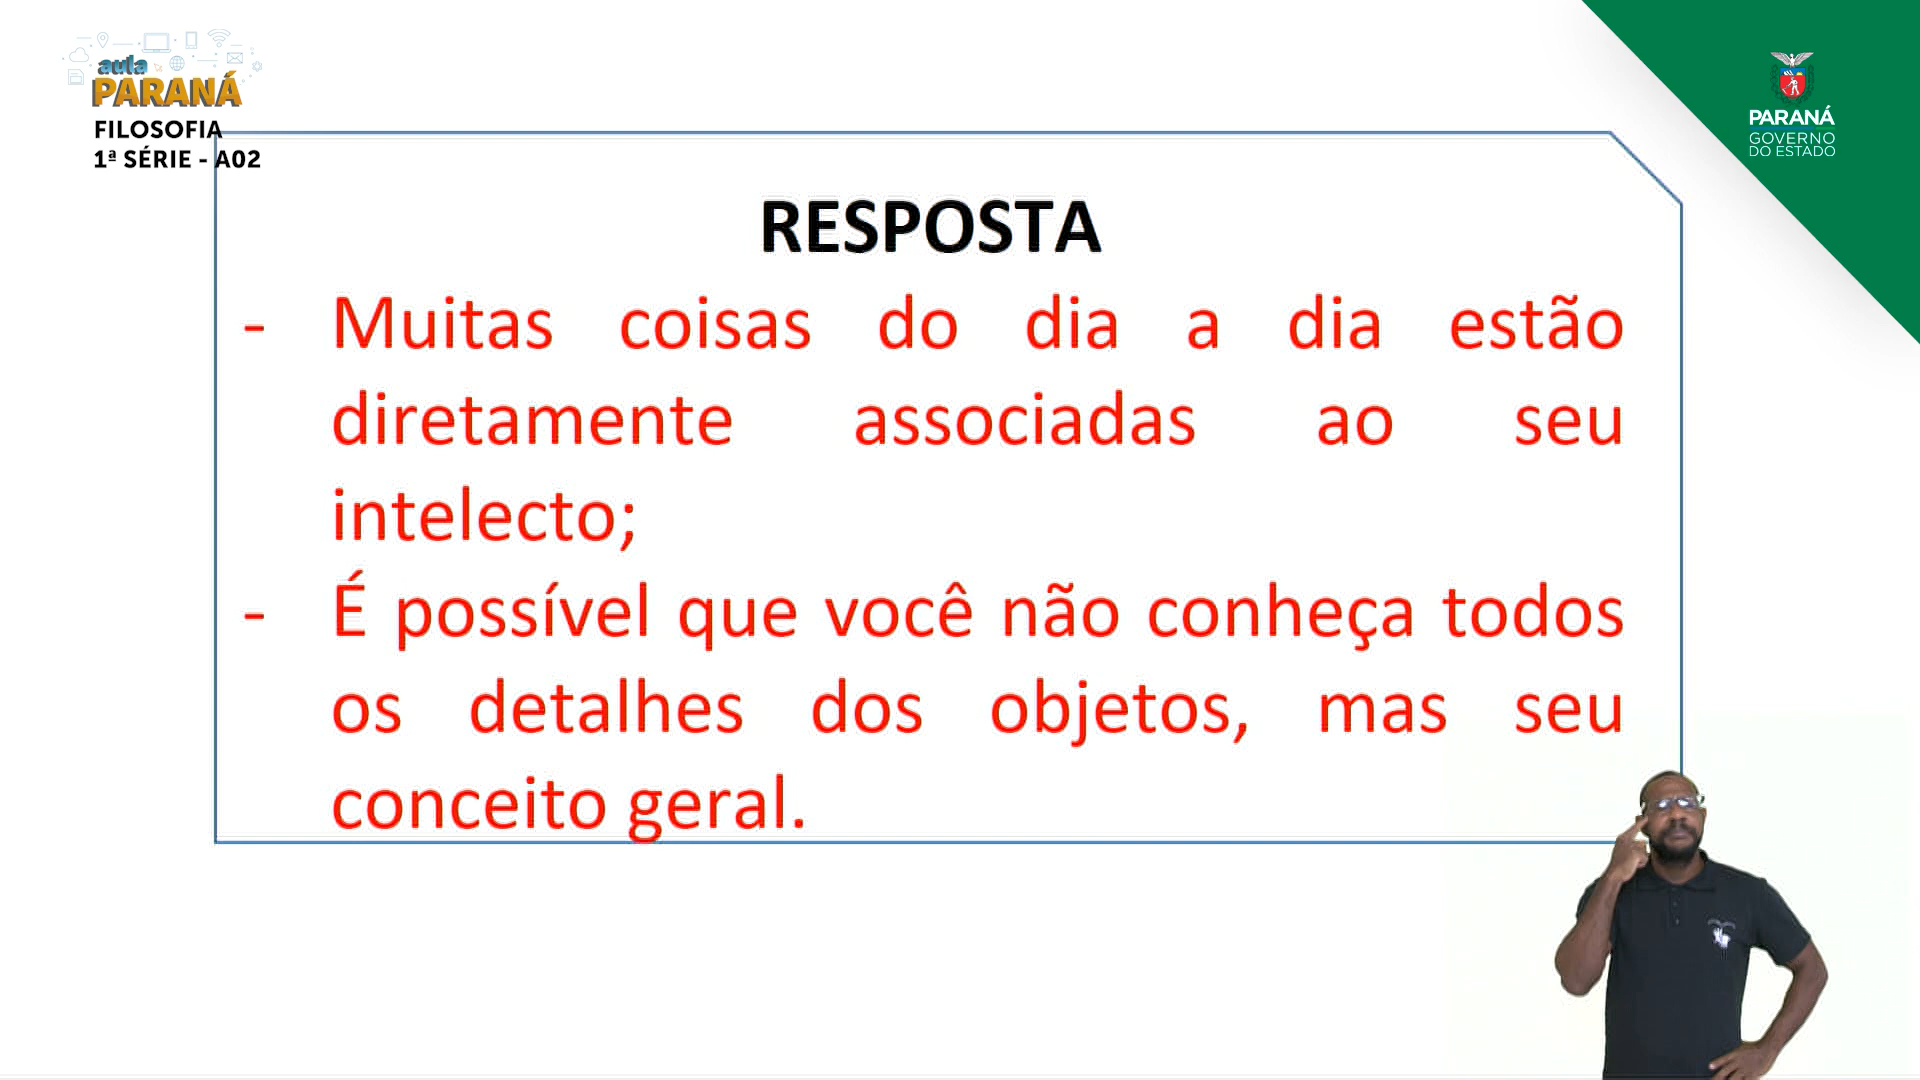 aula
PARANÁ
FILOSOFIA
1ª SÉRIE - A02
PARANÁ
GOVERNO
DO ESTADO
RESPOSTA
- Muitas coisas do dia a dia estão
diretamente associadas ao seu
intelecto;
- É possível que você não conheça todos
os detalhes dos objetos, mas seu
conceito geral.